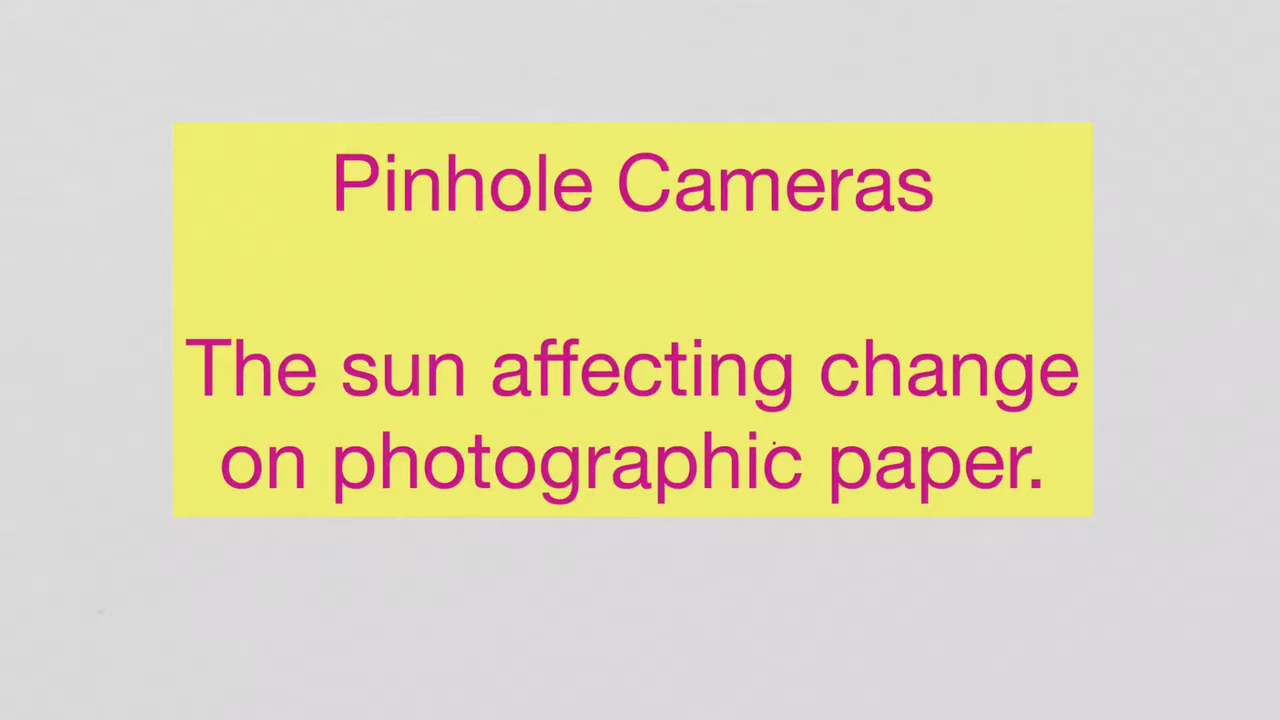 Pinhole Cameras
The sun affecting change
on photographic paper.